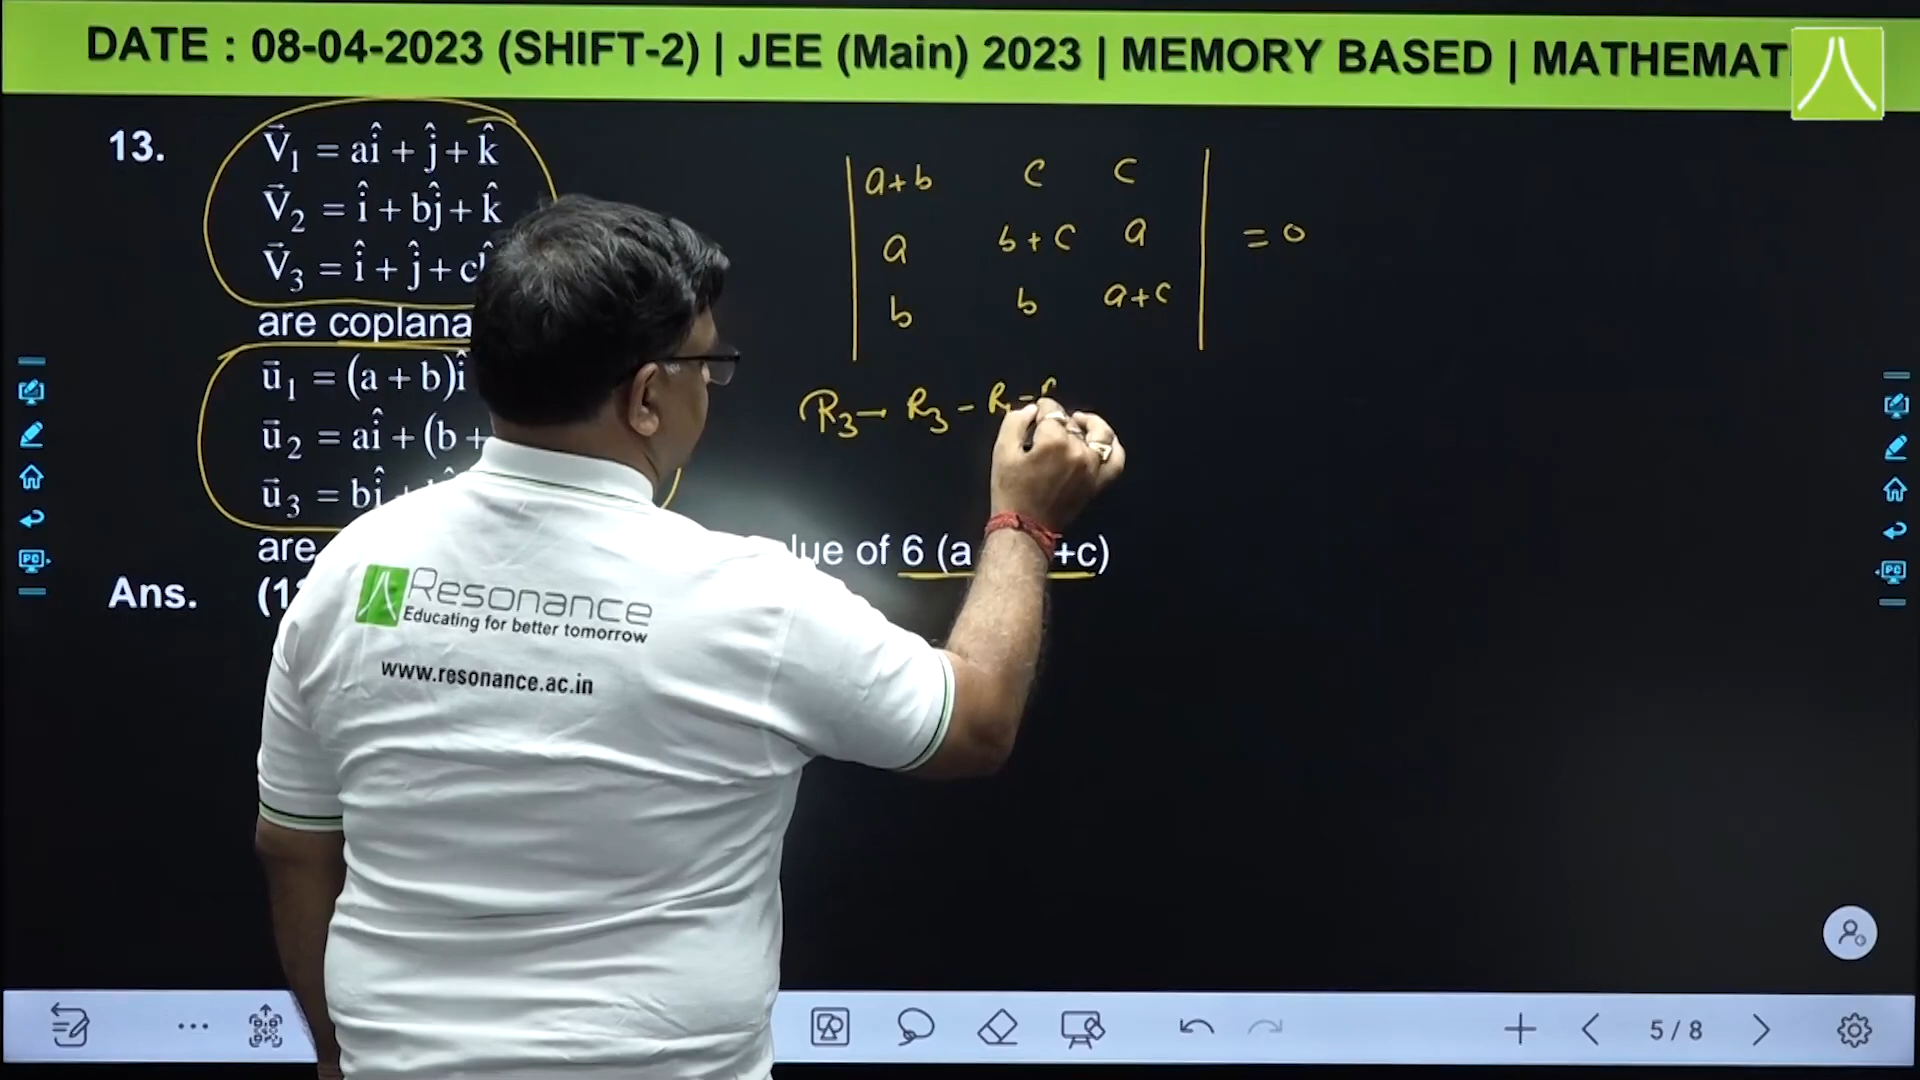 DATE : 08-04-2023 (SHIFT-2) | JEE (Main) 2023 | MEMORY BASED | MATHEMAT
13.
V⃗₁ = aî + ĵ + k̂
V⃗₂ = î + bĵ + k̂
V⃗₃ = î + ĵ + c
are coplana
u⃗₁ = (a + b)î
u⃗₂ = aî + (b +
u⃗₃ = bî +
are lue of 6 (a +c)
Ans. (1
a+b c c
a b+c a = 0
b b a+c
R₃ → R₃ - R₁ -
Resonance
Educating for better tomorrow
www.resonance.ac.in
PC
PC
5 / 8